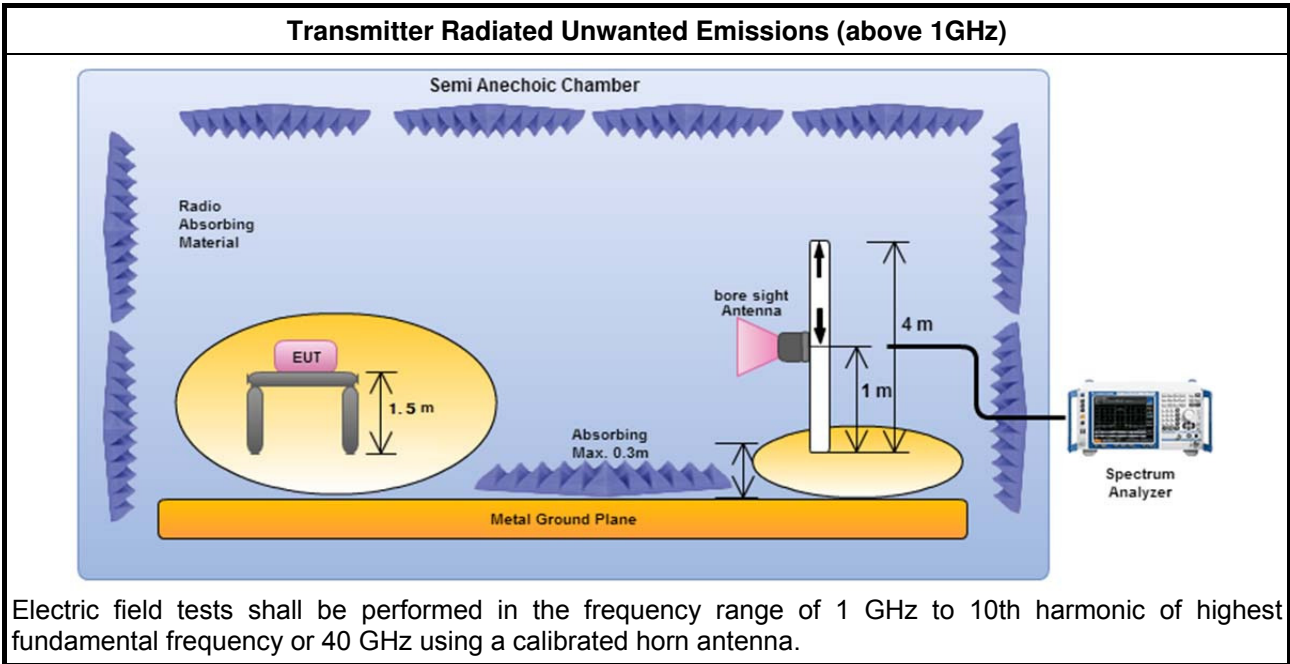 Transmitter Radiated Unwanted Emissions (above 1GHz)
Semi Anechoic Chamber
Radio
Absorbing
Material
bore sight
Antenna
4 m
EUT
1 m
1.5 m
Absorbing
Max. 0.3m
Spectrum
Analyzer
Metal Ground Plane
Electric field tests shall be performed in the frequency range of 1 GHz to 10th harmonic of highest
fundamental frequency or 40 GHz using a calibrated horn antenna.